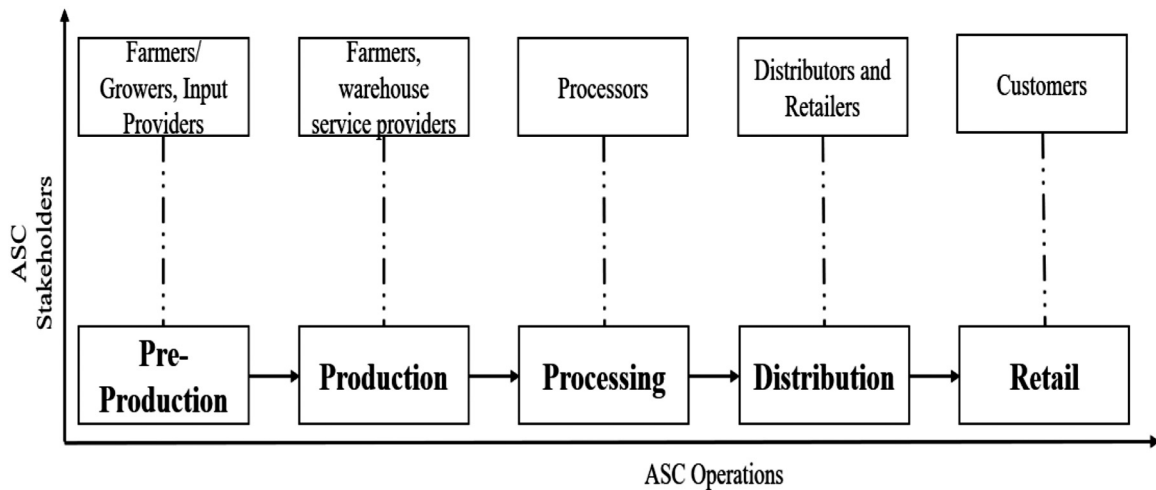 Farmers/
Growers, Input
Providers
Farmers,
warehouse
service providers
Processors
Distributors and
Retailers
Customers
ASC
Stakeholders
Pre-
Production
Production
Processing
Distribution
Retail
ASC Operations